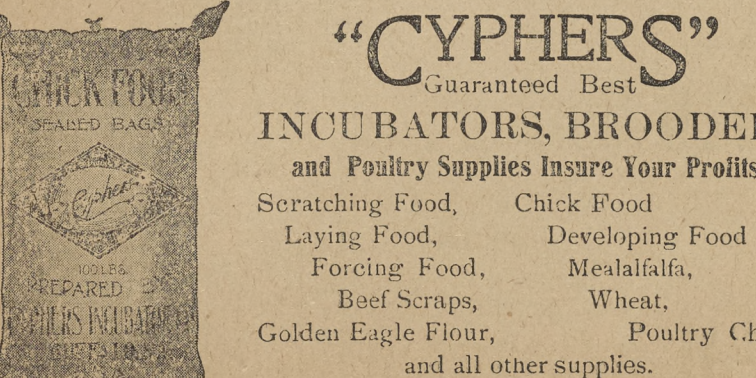 CHICK FOOD
SEALED BAGS
Cyphers
100 LBS.
PREPARED BY
CYPHERS INCUBATOR
"CYPHERS"
Guaranteed Best
INCUBATORS, BROODE
and Poultry Supplies Insure Your Profits
Scratching Food, Chick Food
Laying Food, Developing Food
Forcing Food, Mealalfalfa,
Beef Scraps, Wheat,
Golden Eagle Flour, Poultry Ch
and all other supplies.